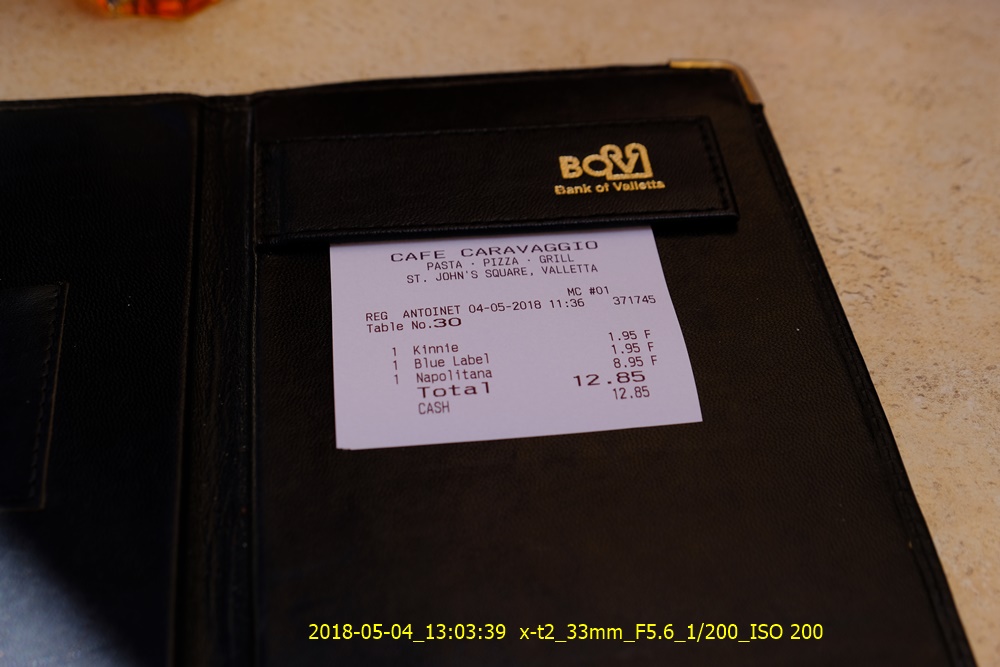 BOV
Bank of Valletta
CAFE CARAVAGGIO
PASTA · PIZZA · GRILL
ST. JOHN'S SQUARE, VALLETTA
MC #01
REG ANTOINET 04-05-2018 11:36 371745
Table No.30
1 Kinnie 1.95 F
1 Blue Label 1.95 F
1 Napolitana 8.95 F
Total 12.85
CASH 12.85
2018-05-04_13:03:39 x-t2_33mm_F5.6_1/200_ISO 200